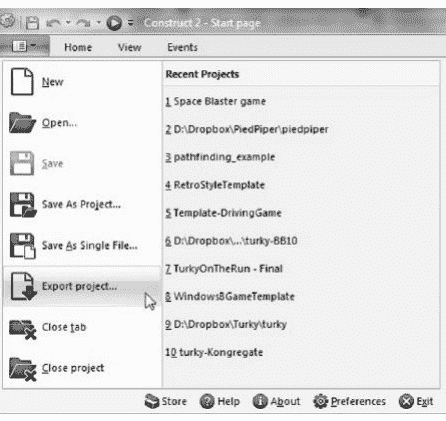 Construct 2 - Start page
Home View Events
New
Open...
Save
Save As Project...
Save As Single File...
Export project...
Close tab
Close project
Recent Projects
1 Space Blaster game
2 D:\Dropbox\PiedPiper\piedpiper
3 pathfinding_example
4 RetroStyleTemplate
5 Template-DrivingGame
6 D:\Dropbox\...\turky-BB10
7 TurkyOnTheRun - Final
8 Windows8GameTemplate
9 D:\Dropbox\Turky\turky
10 turky-Kongregate
Store Help About Preferences Exit